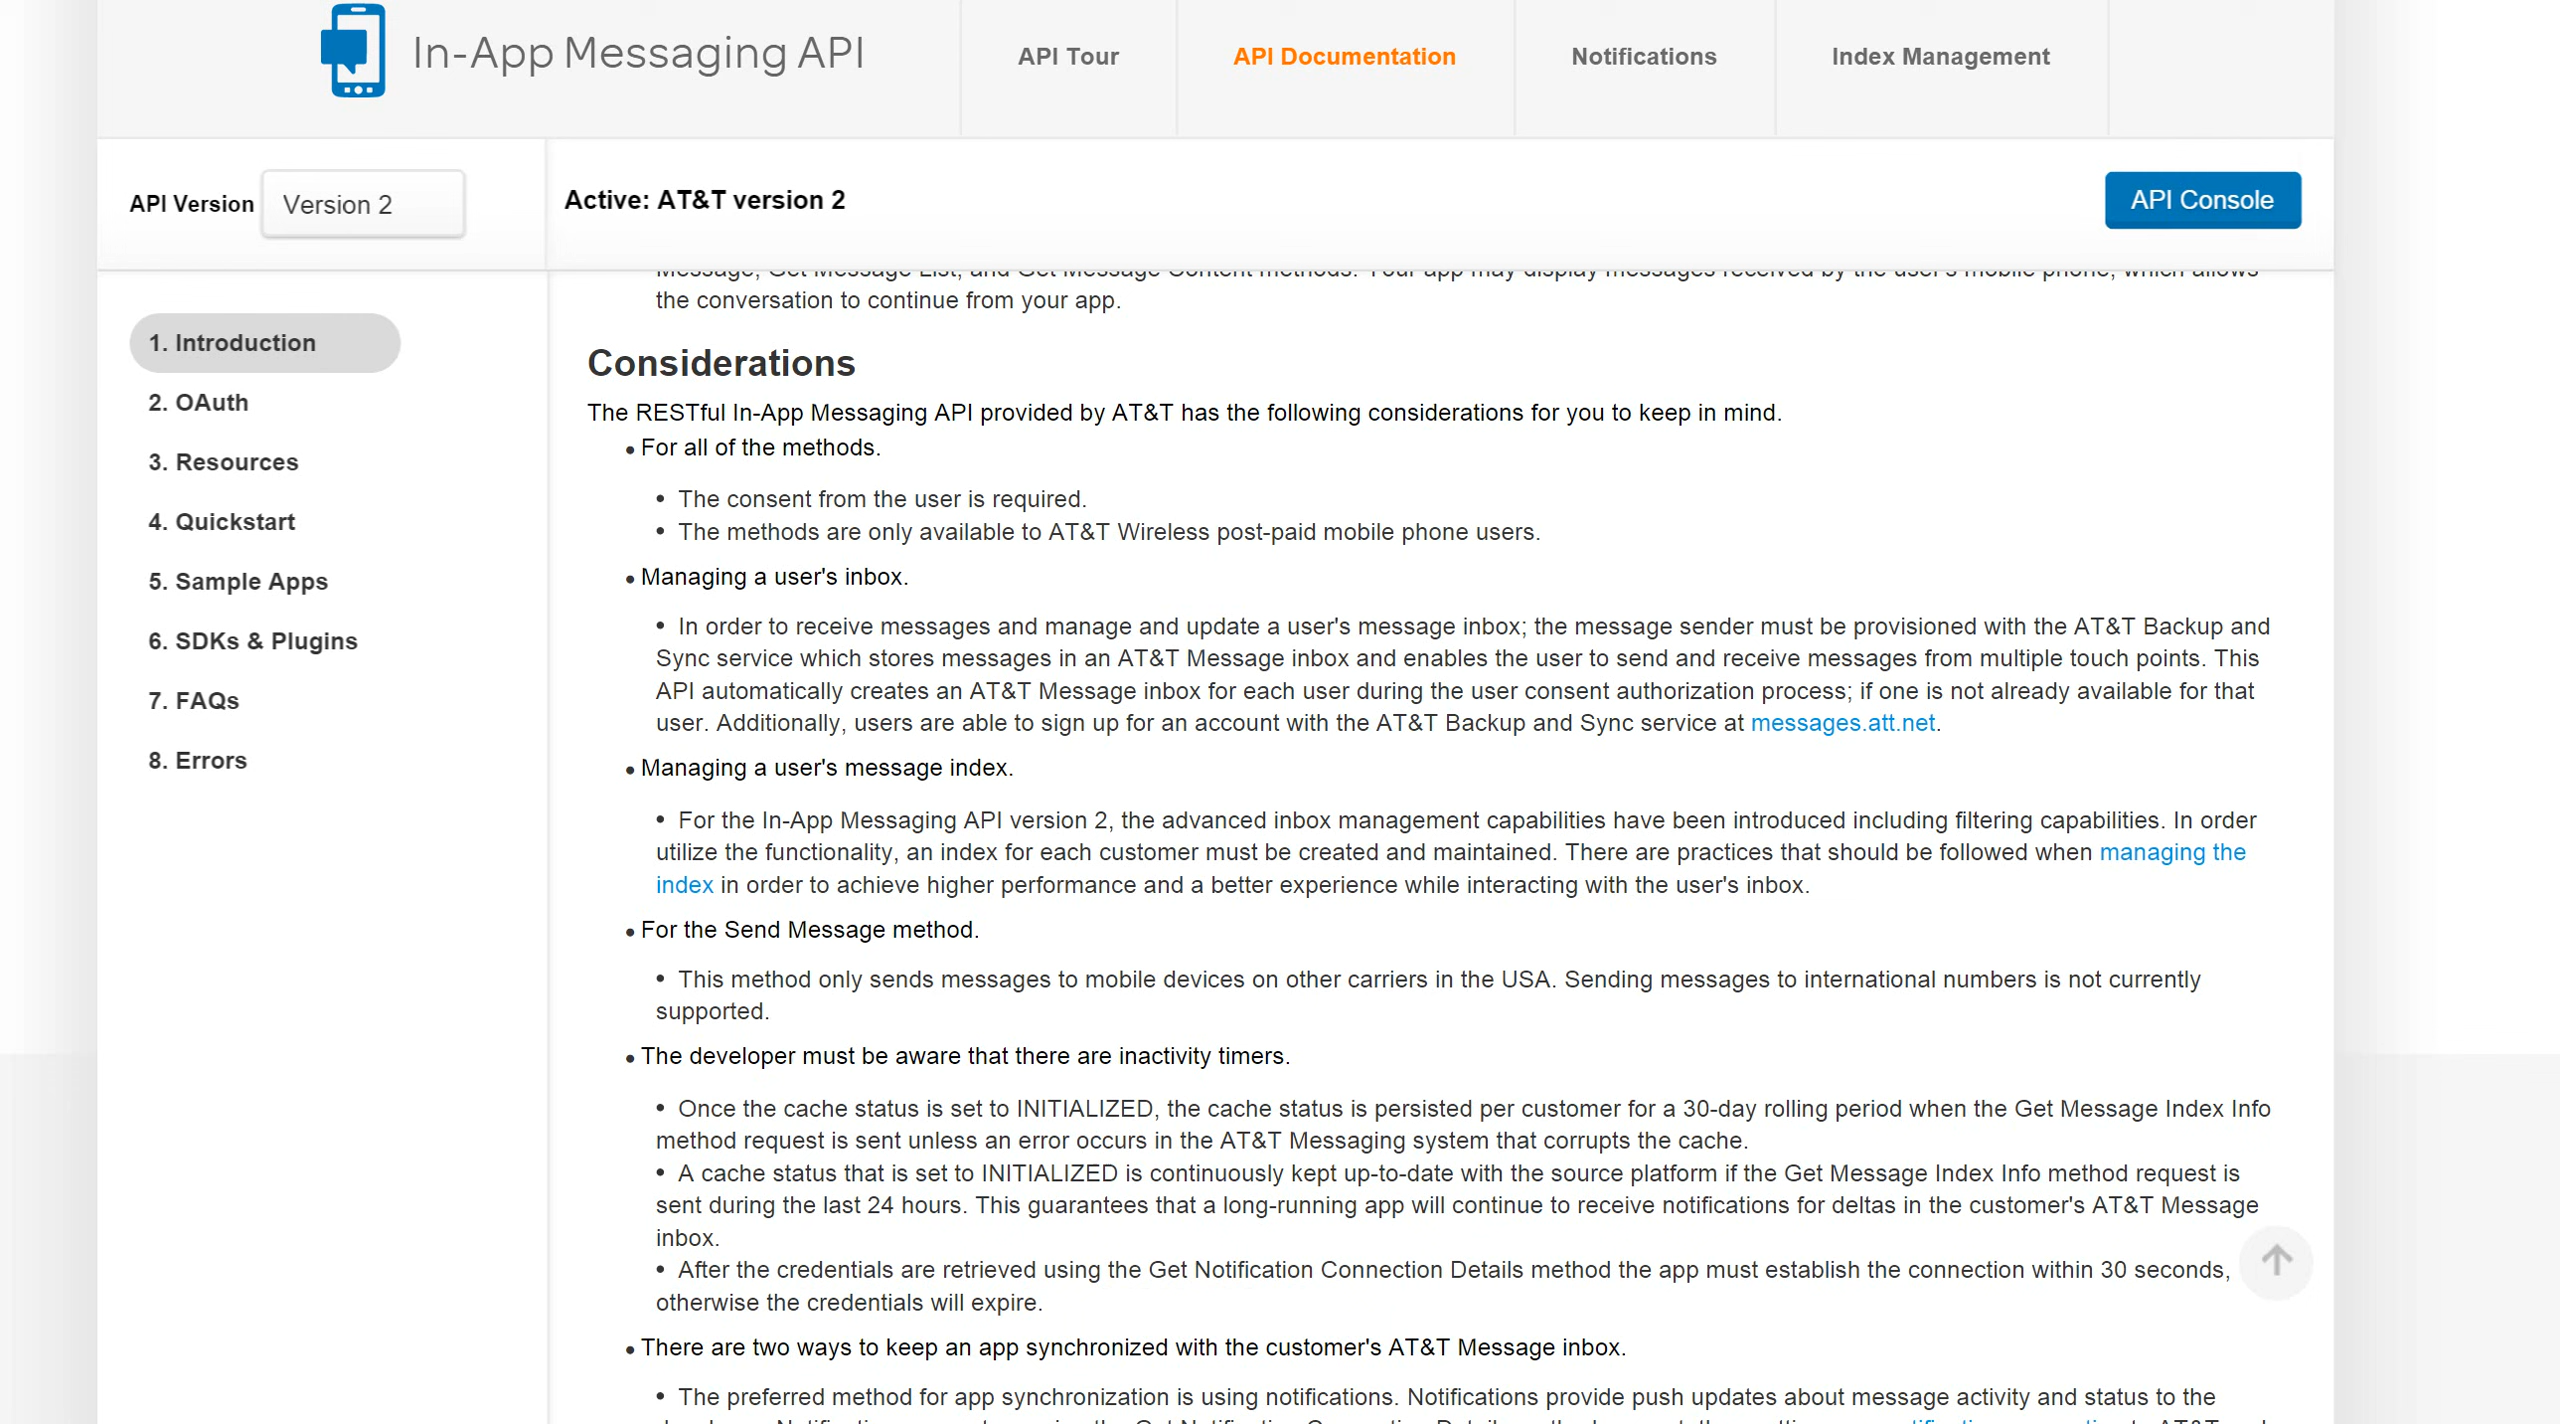 In-App Messaging API
API Tour
API Documentation
Notifications
Index Management
API Version
Version 2
Active: AT&T version 2
API Console
1. Introduction
2. OAuth
3. Resources
4. Quickstart
5. Sample Apps
6. SDKs & Plugins
7. FAQs
8. Errors
Message, Get Message List, and Get Message Content methods. Your app may display messages received by the user's mobile phone, which allows
the conversation to continue from your app.
Considerations
The RESTful In-App Messaging API provided by AT&T has the following considerations for you to keep in mind.
• For all of the methods.
• The consent from the user is required.
• The methods are only available to AT&T Wireless post-paid mobile phone users.
• Managing a user's inbox.
• In order to receive messages and manage and update a user's message inbox; the message sender must be provisioned with the AT&T Backup and
Sync service which stores messages in an AT&T Message inbox and enables the user to send and receive messages from multiple touch points. This
API automatically creates an AT&T Message inbox for each user during the user consent authorization process; if one is not already available for that
user. Additionally, users are able to sign up for an account with the AT&T Backup and Sync service at messages.att.net.
• Managing a user's message index.
• For the In-App Messaging API version 2, the advanced inbox management capabilities have been introduced including filtering capabilities. In order
utilize the functionality, an index for each customer must be created and maintained. There are practices that should be followed when managing the
index in order to achieve higher performance and a better experience while interacting with the user's inbox.
• For the Send Message method.
• This method only sends messages to mobile devices on other carriers in the USA. Sending messages to international numbers is not currently
supported.
• The developer must be aware that there are inactivity timers.
• Once the cache status is set to INITIALIZED, the cache status is persisted per customer for a 30-day rolling period when the Get Message Index Info
method request is sent unless an error occurs in the AT&T Messaging system that corrupts the cache.
• A cache status that is set to INITIALIZED is continuously kept up-to-date with the source platform if the Get Message Index Info method request is
sent during the last 24 hours. This guarantees that a long-running app will continue to receive notifications for deltas in the customer's AT&T Message
inbox.
• After the credentials are retrieved using the Get Notification Connection Details method the app must establish the connection within 30 seconds,
otherwise the credentials will expire.
• There are two ways to keep an app synchronized with the customer's AT&T Message inbox.
• The preferred method for app synchronization is using notifications. Notifications provide push updates about message activity and status to the